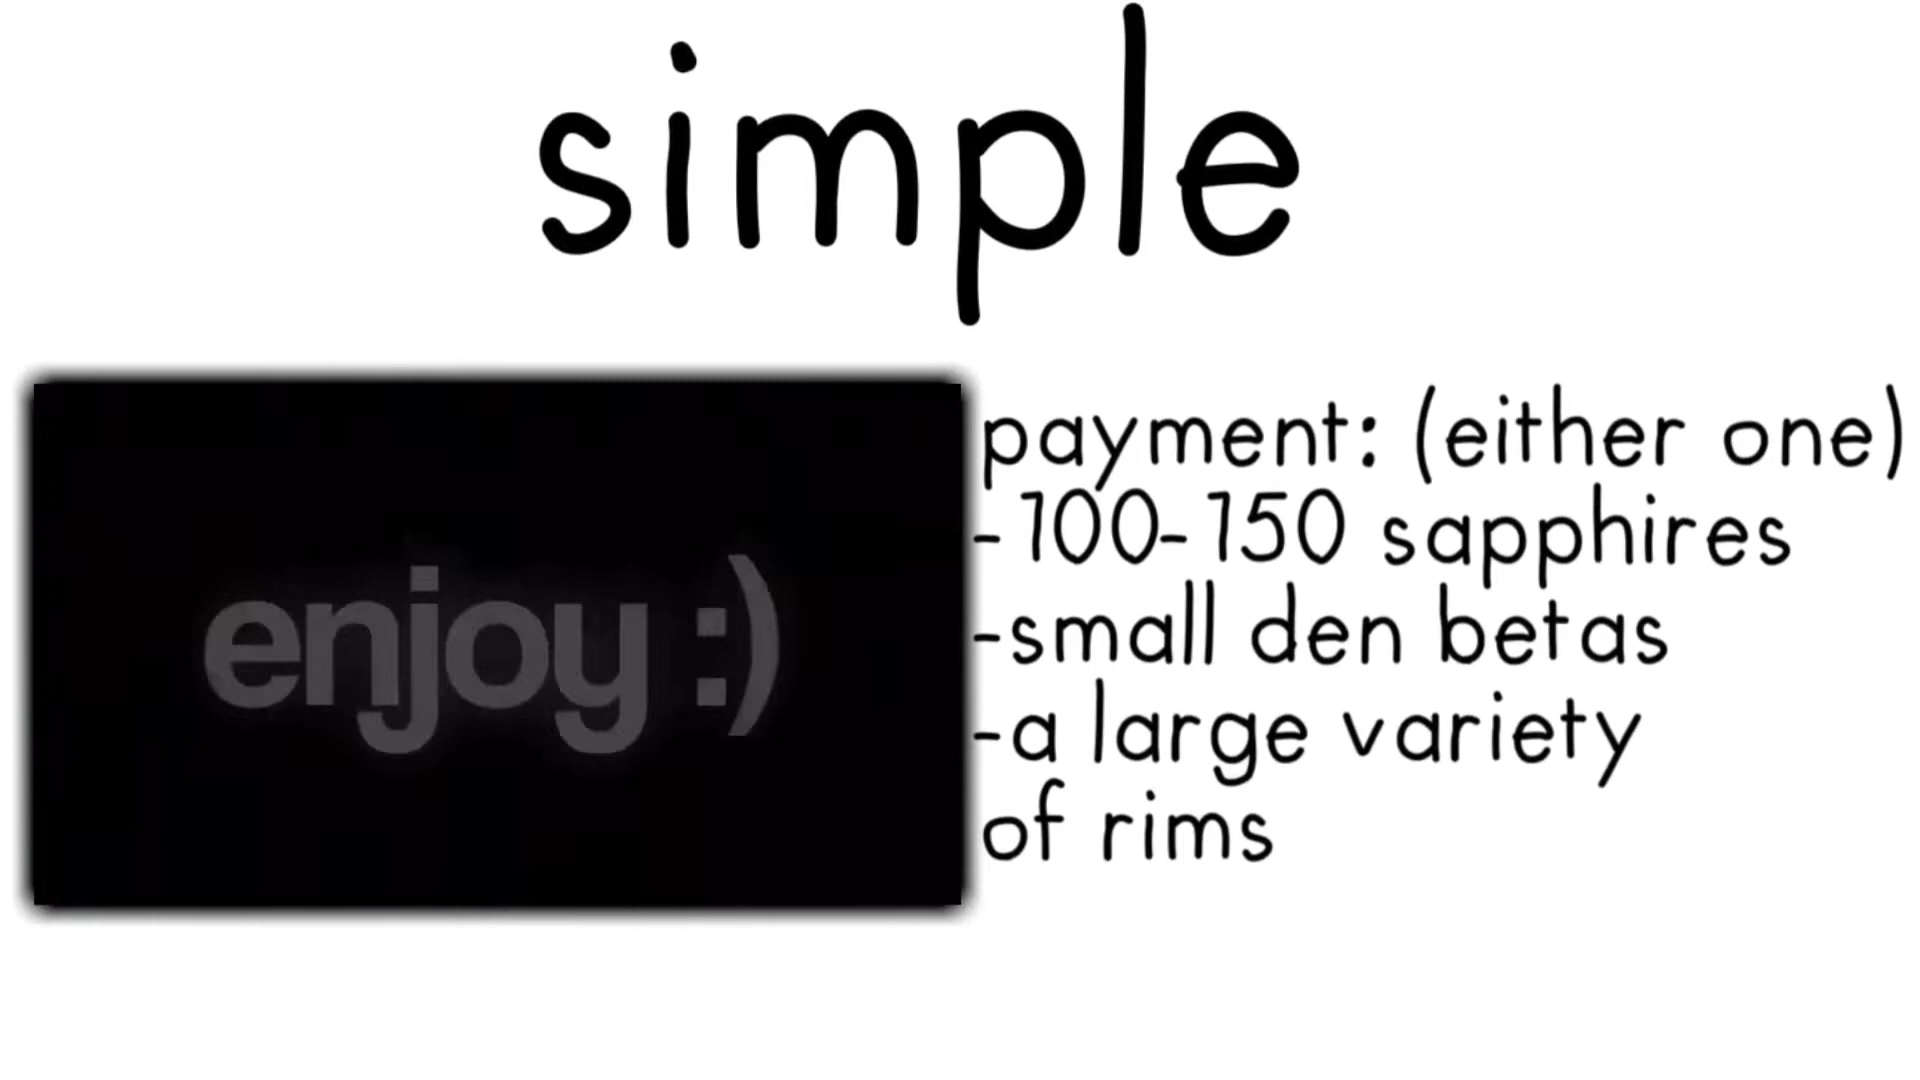 simple
enjoy :)
payment: (either one)
-100-150 sapphires
-small den betas
-a large variety
of rims